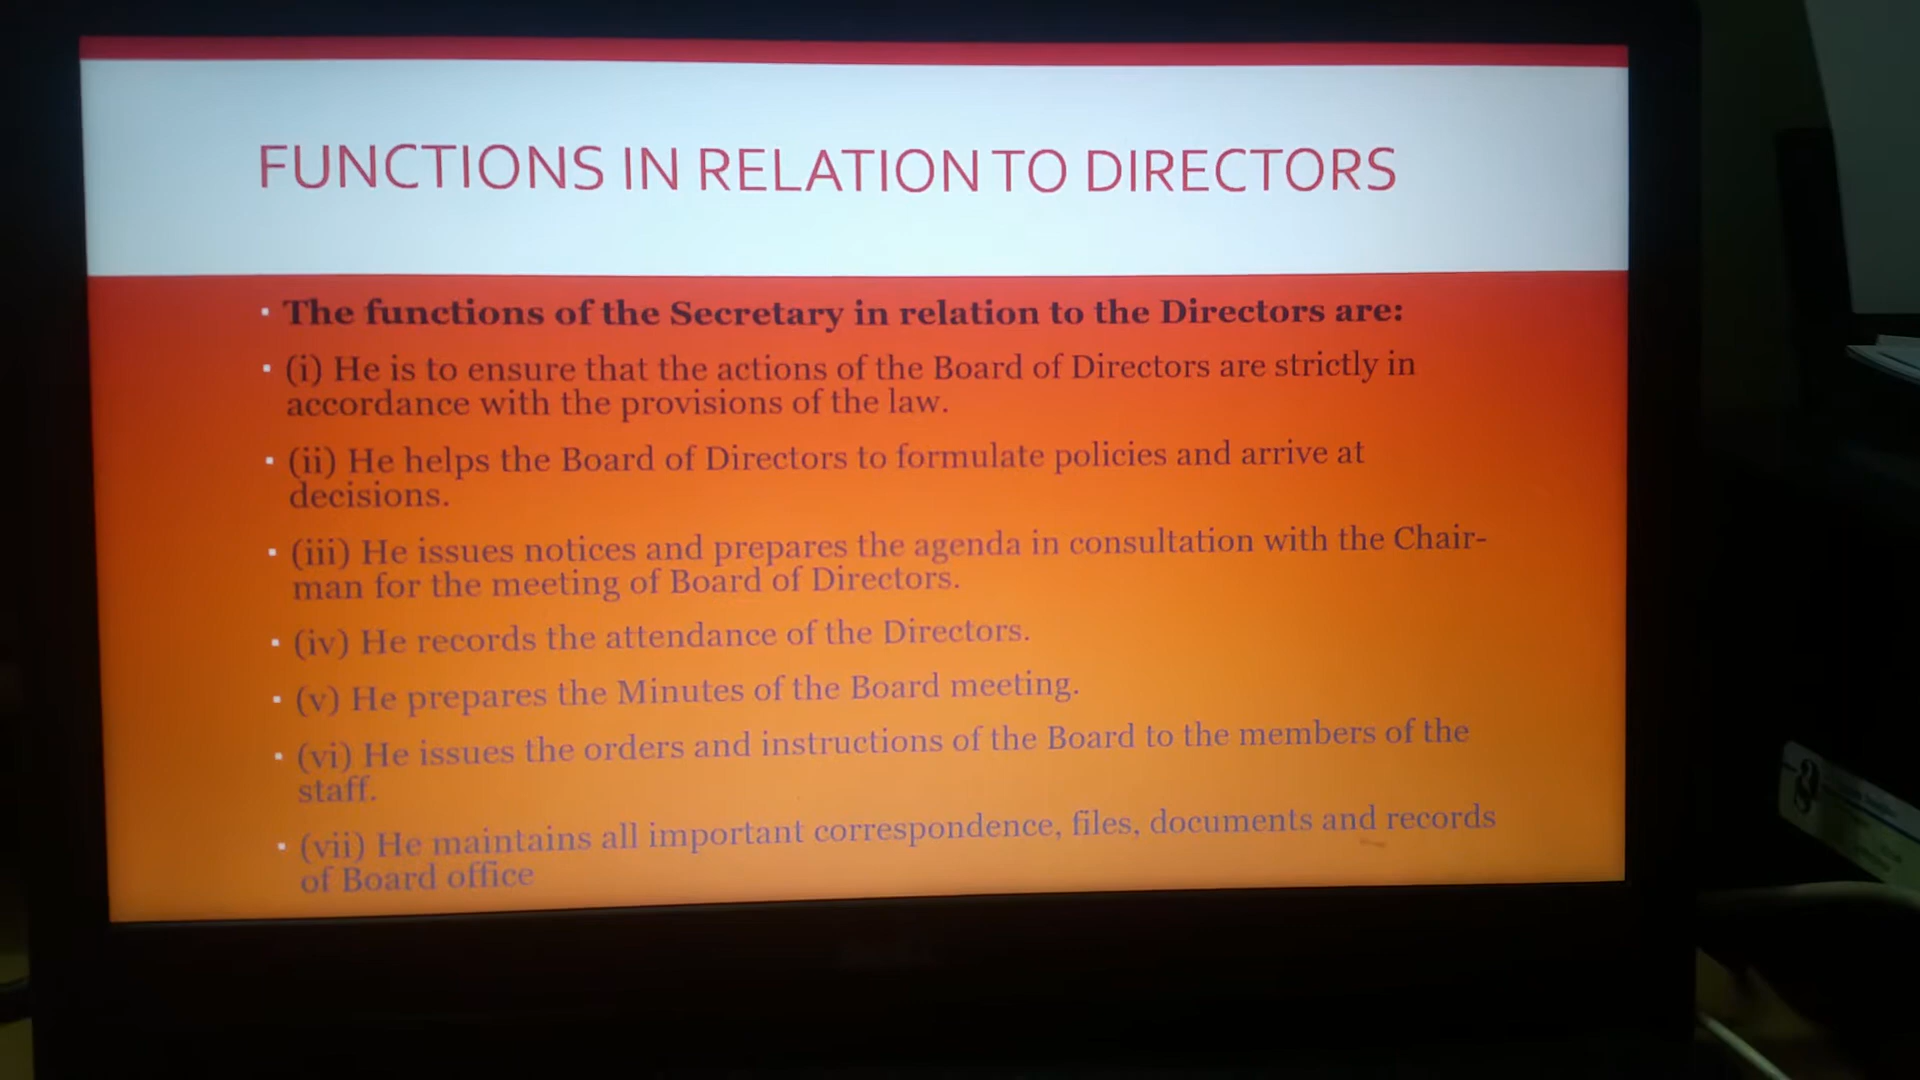 FUNCTIONS IN RELATION TO DIRECTORS
▪ The functions of the Secretary in relation to the Directors are:
▪ (i) He is to ensure that the actions of the Board of Directors are strictly in
accordance with the provisions of the law.
▪ (ii) He helps the Board of Directors to formulate policies and arrive at
decisions.
▪ (iii) He issues notices and prepares the agenda in consultation with the Chair-
man for the meeting of Board of Directors.
▪ (iv) He records the attendance of the Directors.
▪ (v) He prepares the Minutes of the Board meeting.
▪ (vi) He issues the orders and instructions of the Board to the members of the
staff.
▪ (vii) He maintains all important correspondence, files, documents and records
of Board office